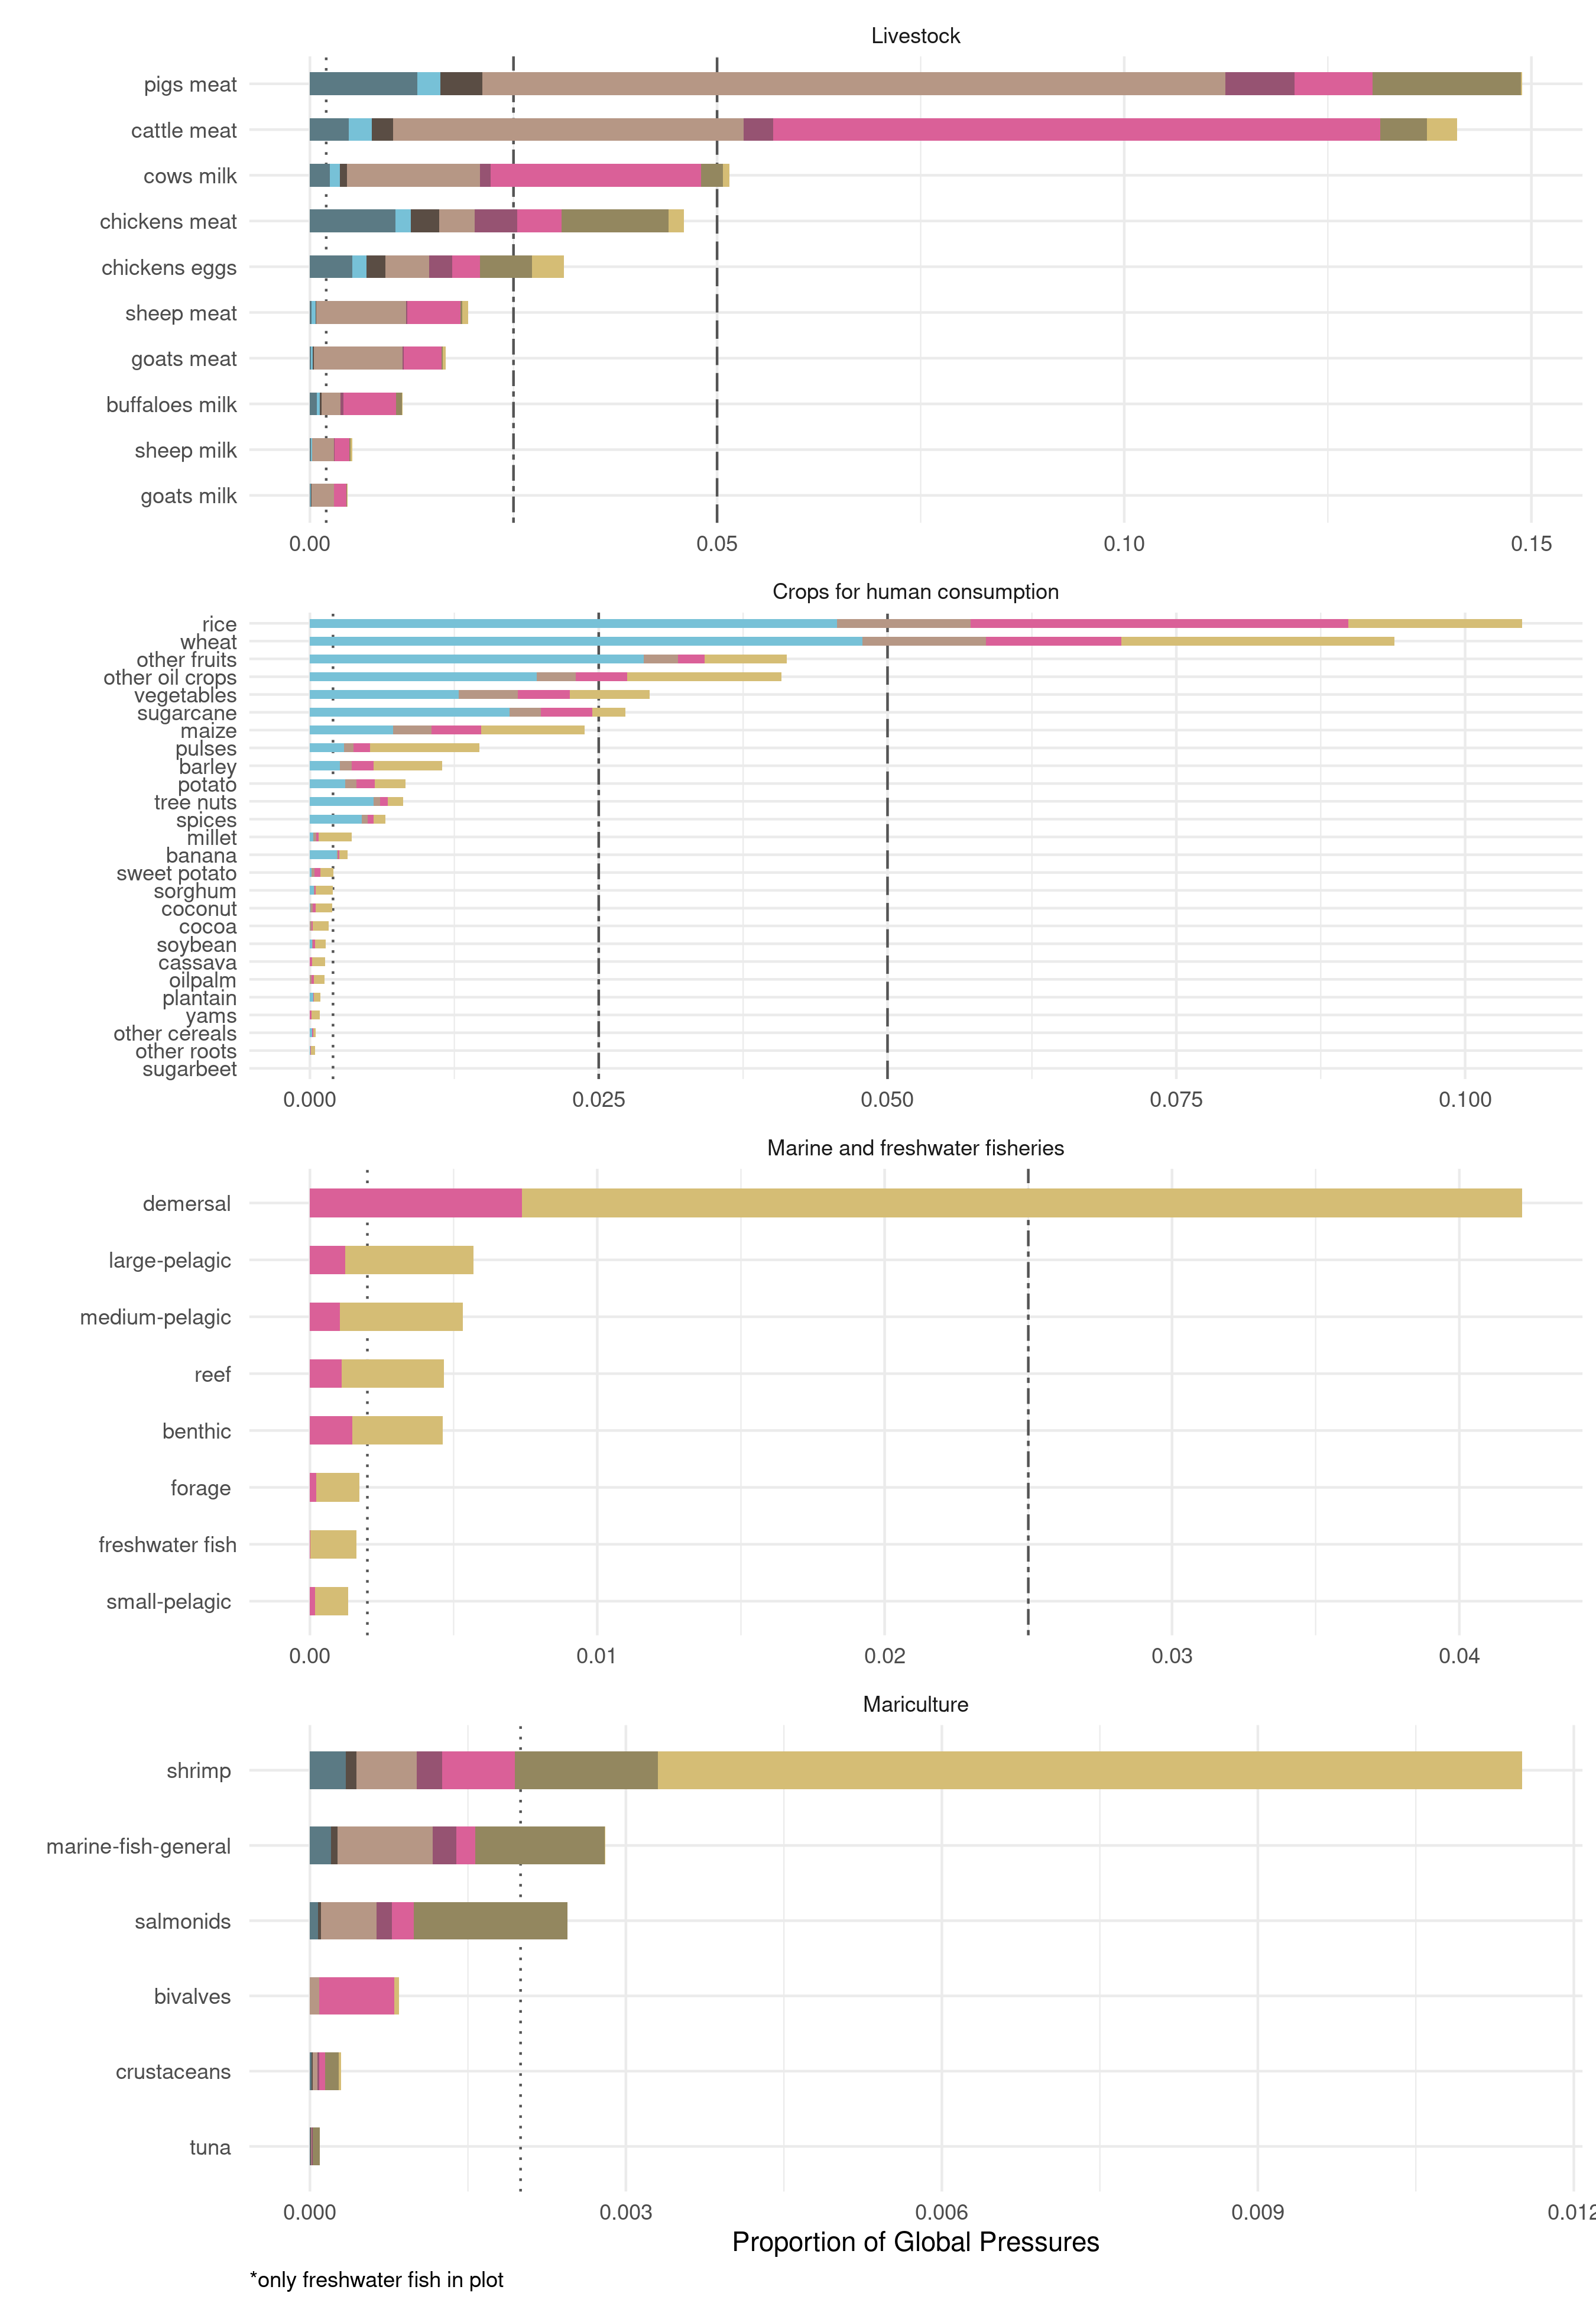 Livestock
pigs meat
cattle meat
cows milk
chickens meat
chickens eggs
sheep meat
goats meat
buffaloes milk
sheep milk
goats milk
0.00 0.05 0.10 0.15
Crops for human consumption
rice
wheat
other fruits
other oil crops
vegetables
sugarcane
maize
pulses
barley
potato
tree nuts
spices
millet
banana
sweet potato
sorghum
coconut
cocoa
soybean
cassava
oilpalm
plantain
yams
other cereals
other roots
sugarbeet
0.000 0.025 0.050 0.075 0.100
Marine and freshwater fisheries
demersal
large-pelagic
medium-pelagic
reef
benthic
forage
freshwater fish
small-pelagic
0.00 0.01 0.02 0.03 0.04
Mariculture
shrimp
marine-fish-general
salmonids
bivalves
crustaceans
tuna
0.000 0.003 0.006 0.009 0.012
Proportion of Global Pressures
*only freshwater fish in plot